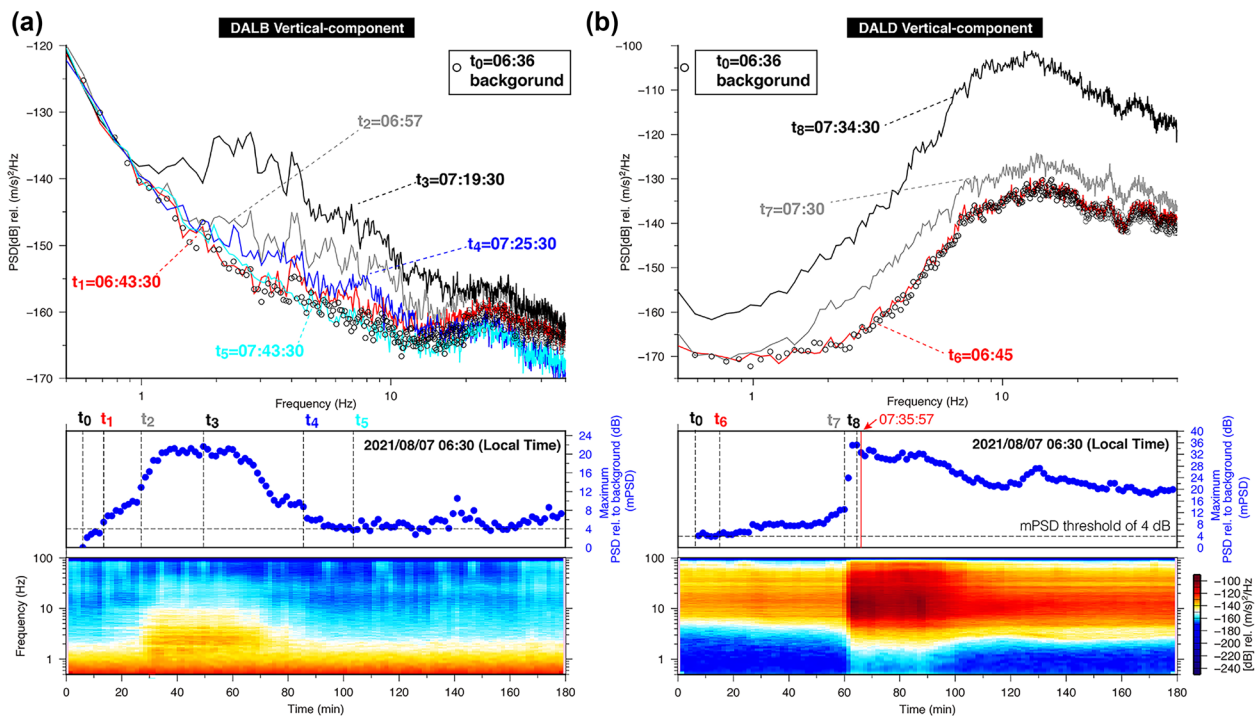 (a)
DALB Vertical-component
t0=06:36
backgorund
t2=06:57
t3=07:19:30
t4=07:25:30
t1=06:43:30
t5=07:43:30
PSD[dB] rel. (m/s)²/Hz
−120
−130
−140
−150
−160
−170
1
10
Frequency (Hz)
t0
t1
t2
t3
t4
t5
2021/08/07 06:30 (Local Time)
24
20
16
12
8
4
0
Maximum
PSD rel. to background (dB)
(mPSD)
Frequency (Hz)
100
10
1
0
20
40
60
80
100
120
140
160
180
Time (min)
(b)
DALD Vertical-component
t0=06:36
backgorund
t8=07:34:30
t7=07:30
t6=06:45
PSD[dB] rel. (m/s)²/Hz
−100
−110
−120
−130
−140
−150
−160
−170
1
10
Frequency (Hz)
t0
t6
t7
t8
07:35:57
2021/08/07 06:30 (Local Time)
mPSD threshold of 4 dB
40
36
32
28
24
20
16
12
8
4
0
Maximum
PSD rel. to background (dB)
(mPSD)
100
10
1
0
20
40
60
80
100
120
140
160
180
Time (min)
−100
−120
−140
−160
−180
−200
−220
−240
[dB] rel. (m/s)²/Hz